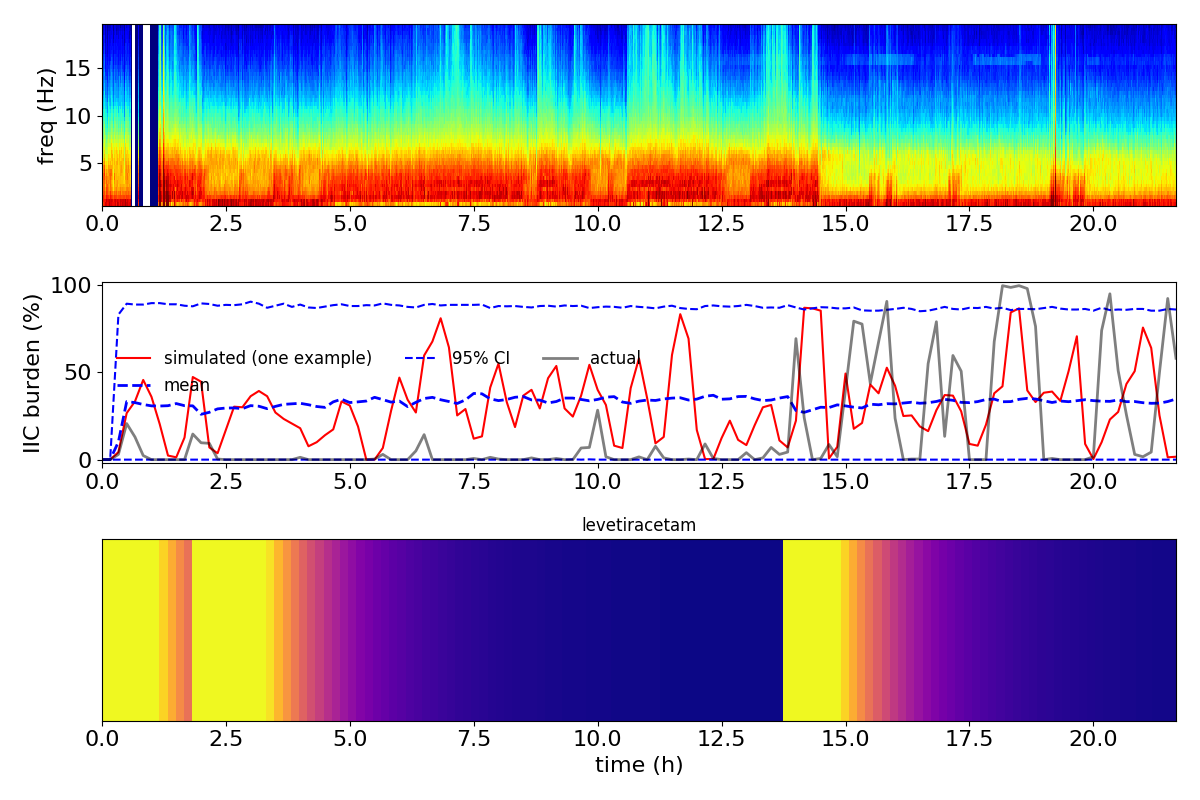 freq (Hz)
15
10
5
0.0 2.5 5.0 7.5 10.0 12.5 15.0 17.5 20.0
IIC burden (%)
100
50
0
simulated (one example) 95% CI actual
mean
0.0 2.5 5.0 7.5 10.0 12.5 15.0 17.5 20.0
levetiracetam
0.0 2.5 5.0 7.5 10.0 12.5 15.0 17.5 20.0
time (h)